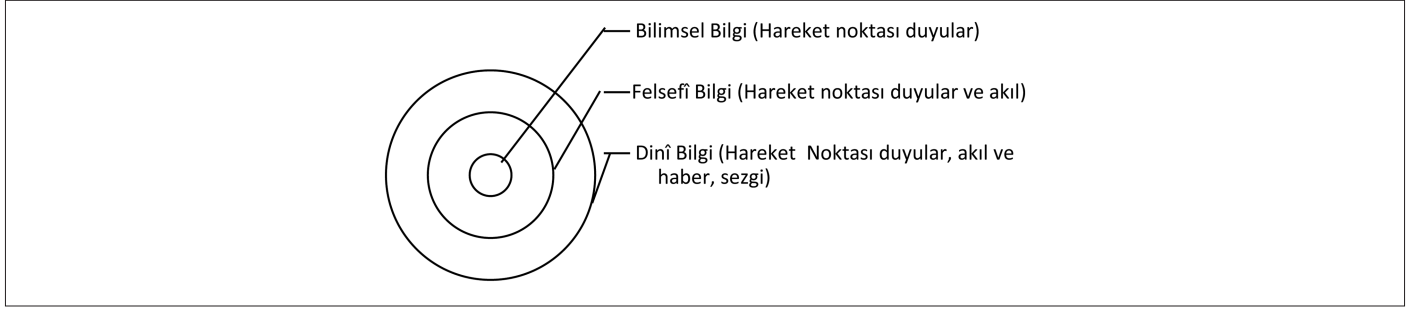 Bilimsel Bilgi (Hareket noktası duyular)
Felsefî Bilgi (Hareket noktası duyular ve akıl)
Dinî Bilgi (Hareket Noktası duyular, akıl ve
haber, sezgi)